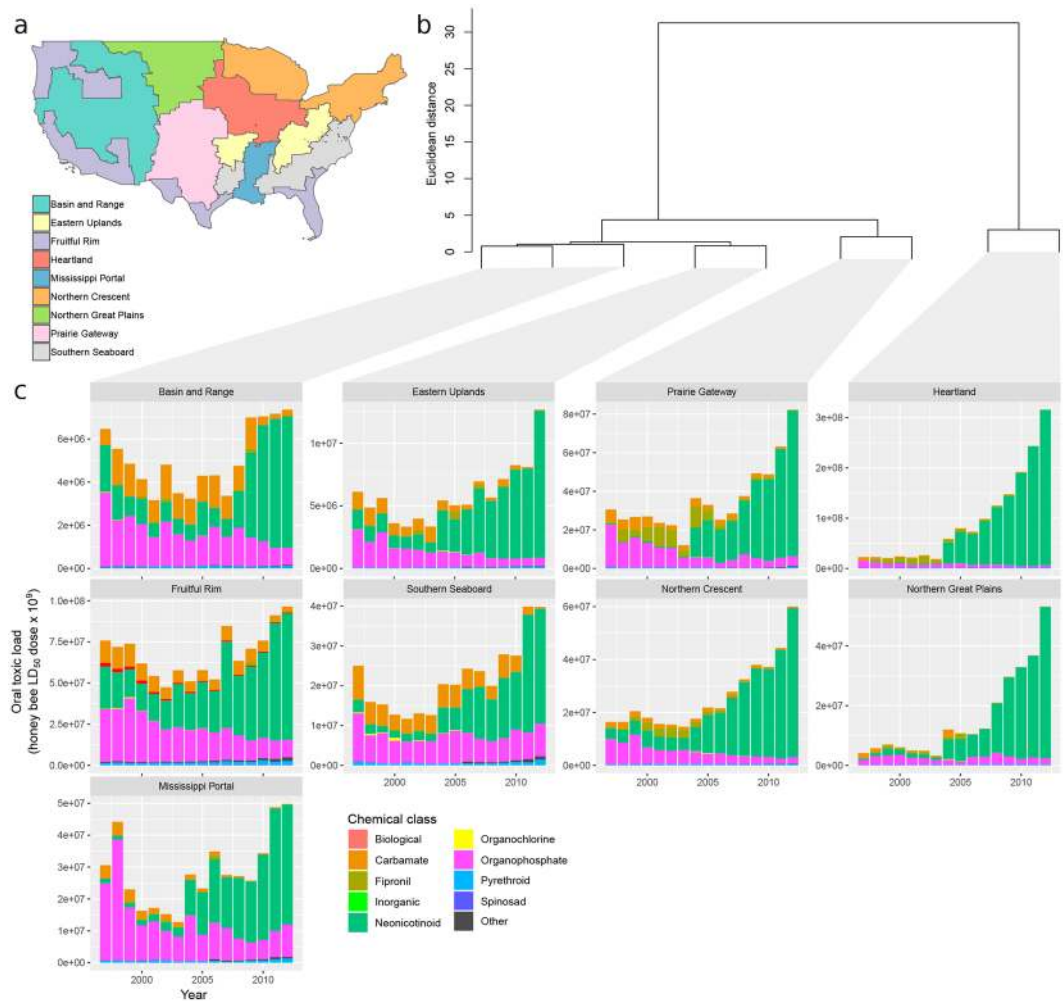 a
b
Basin and Range
Eastern Uplands
Fruitful Rim
Heartland
Mississippi Portal
Northern Crescent
Northern Great Plains
Prairie Gateway
Southern Seaboard
Euclidean distance
30
25
20
15
10
5
0
c
Basin and Range
6e+06
4e+06
2e+06
0e+00
Eastern Uplands
1e+07
5e+06
0e+00
Prairie Gateway
8e+07
6e+07
4e+07
2e+07
0e+00
Heartland
3e+08
2e+08
1e+08
0e+00
Oral toxic load
(honey bee LD50 dose x 10⁹)
Fruitful Rim
1.0e+08
7.5e+07
5.0e+07
2.5e+07
0.0e+00
Southern Seaboard
4e+07
3e+07
2e+07
1e+07
0e+00
2000 2005 2010
Northern Crescent
6e+07
4e+07
2e+07
0e+00
2000 2005 2010
Northern Great Plains
4e+07
2e+07
0e+00
2000 2005 2010
Mississippi Portal
5e+07
4e+07
3e+07
2e+07
1e+07
0e+00
2000 2005 2010
Year
Chemical class
Biological
Carbamate
Fipronil
Inorganic
Neonicotinoid
Organochlorine
Organophosphate
Pyrethroid
Spinosad
Other